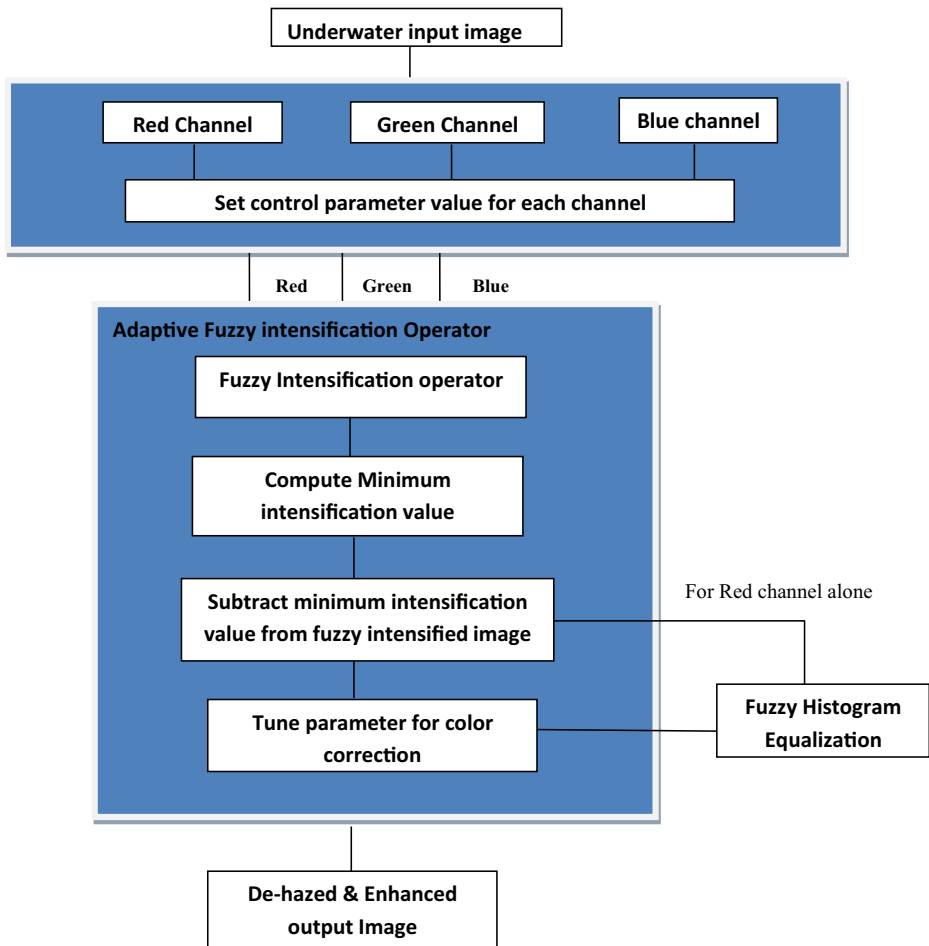 Underwater input image
Red Channel
Green Channel
Blue channel
Set control parameter value for each channel
Red
Green
Blue
Adaptive Fuzzy intensification Operator
Fuzzy Intensification operator
Compute Minimum
intensification value
Subtract minimum intensification
value from fuzzy intensified image
For Red channel alone
Tune parameter for color
correction
Fuzzy Histogram
Equalization
De-hazed & Enhanced
output Image